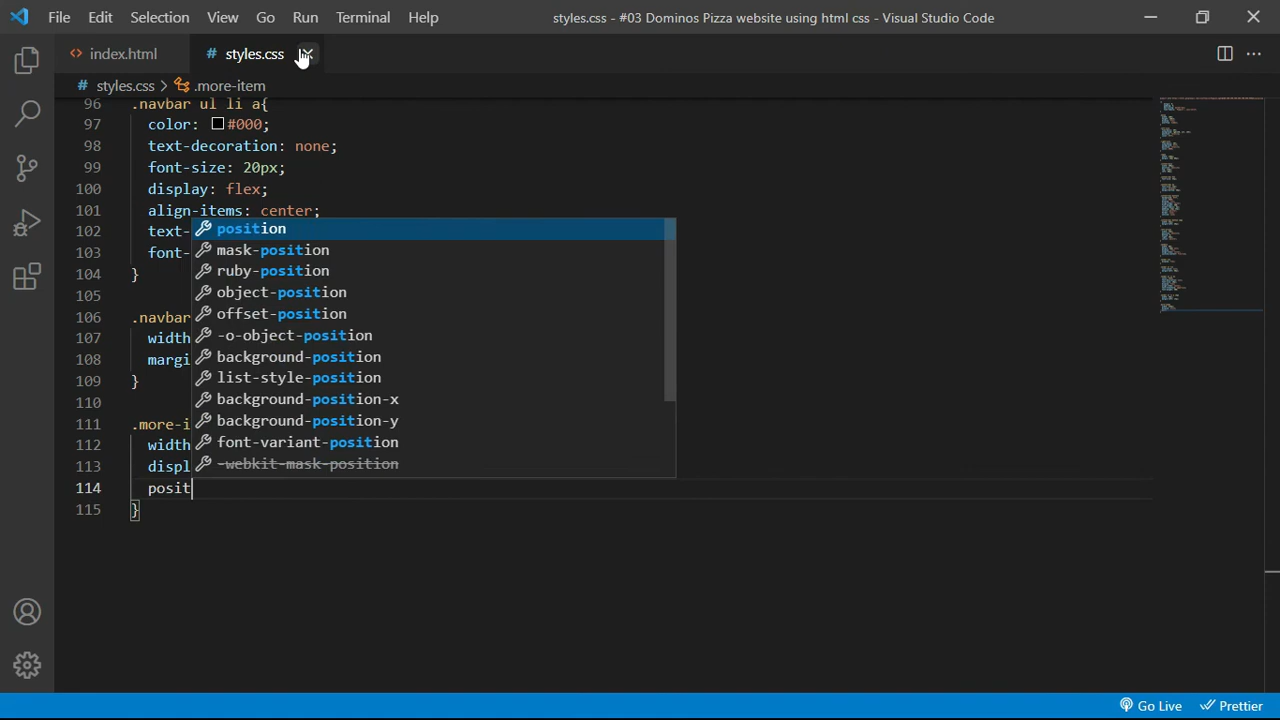 File Edit Selection View Go Run Terminal Help styles.css - #03 Dominos Pizza website using html css - Visual Studio Code
<> index.html # styles.css
# styles.css > .more-item
96 .navbar ul li a{
97 color: #000;
98 text-decoration: none;
99 font-size: 20px;
100 display: flex;
101 align-items: center;
102 text-
103 font-
104 }
105
106 .navbar
107 width
108 margi
109 }
110
111 .more-i
112 width
113 displ
114 posit
115 }
position
mask-position
ruby-position
object-position
offset-position
-o-object-position
background-position
list-style-position
background-position-x
background-position-y
font-variant-position
-webkit-mask-position
Go Live Prettier